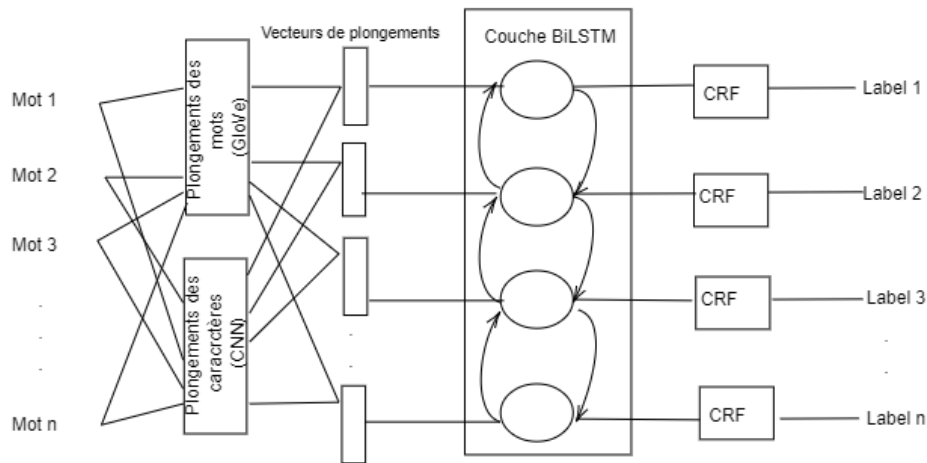 Vecteurs de plongements
Couche BiLSTM
Mot 1
Mot 2
Mot 3
.
.
Mot n
Plongements des
mots
(GloVe)
Plongements des
caracrctères
(CNN)
.
.
CRF
CRF
CRF
CRF
Label 1
Label 2
Label 3
.
.
Label n